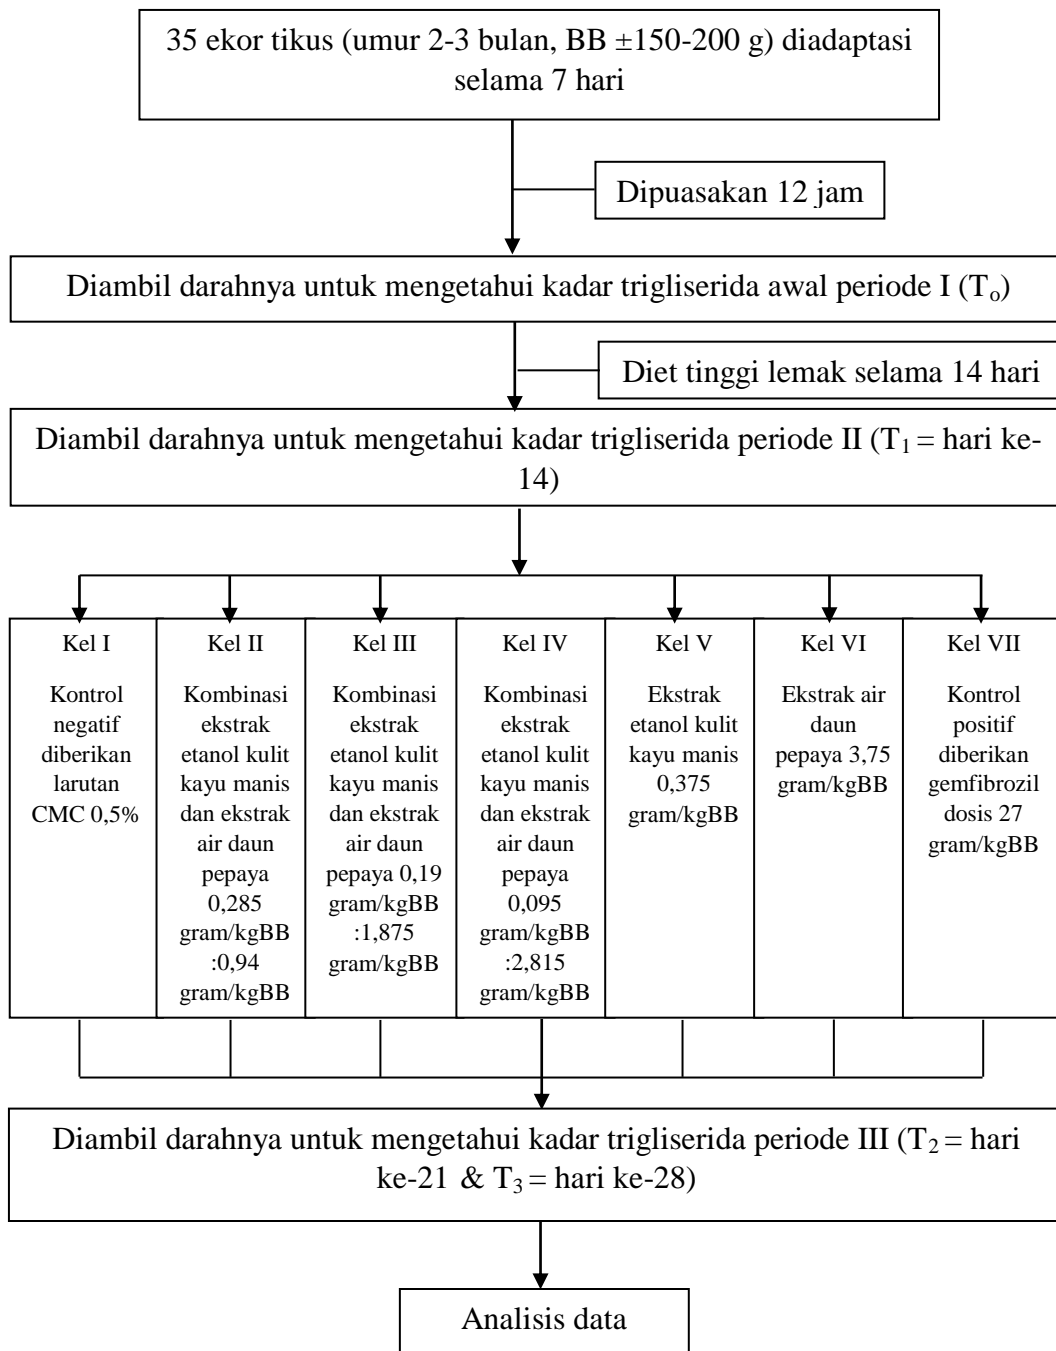 35 ekor tikus (umur 2-3 bulan, BB ±150-200 g) diadaptasi
selama 7 hari
Dipuasakan 12 jam
Diambil darahnya untuk mengetahui kadar trigliserida awal periode I (To)
Diet tinggi lemak selama 14 hari
Diambil darahnya untuk mengetahui kadar trigliserida periode II (T1 = hari ke-
14)
Kel I
Kontrol
negatif
diberikan
larutan
CMC 0,5%
Kel II
Kombinasi
ekstrak
etanol kulit
kayu manis
dan ekstrak
air daun
pepaya
0,285
gram/kgBB
:0,94
gram/kgBB
Kel III
Kombinasi
ekstrak
etanol kulit
kayu manis
dan ekstrak
air daun
pepaya 0,19
gram/kgBB
:1,875
gram/kgBB
Kel IV
Kombinasi
ekstrak
etanol kulit
kayu manis
dan ekstrak
air daun
pepaya
0,095
gram/kgBB
:2,815
gram/kgBB
Kel V
Ekstrak
etanol kulit
kayu manis
0,375
gram/kgBB
Kel VI
Ekstrak air
daun
pepaya 3,75
gram/kgBB
Kel VII
Kontrol
positif
diberikan
gemfibrozil
dosis 27
gram/kgBB
Diambil darahnya untuk mengetahui kadar trigliserida periode III (T2 = hari
ke-21 & T3 = hari ke-28)
Analisis data